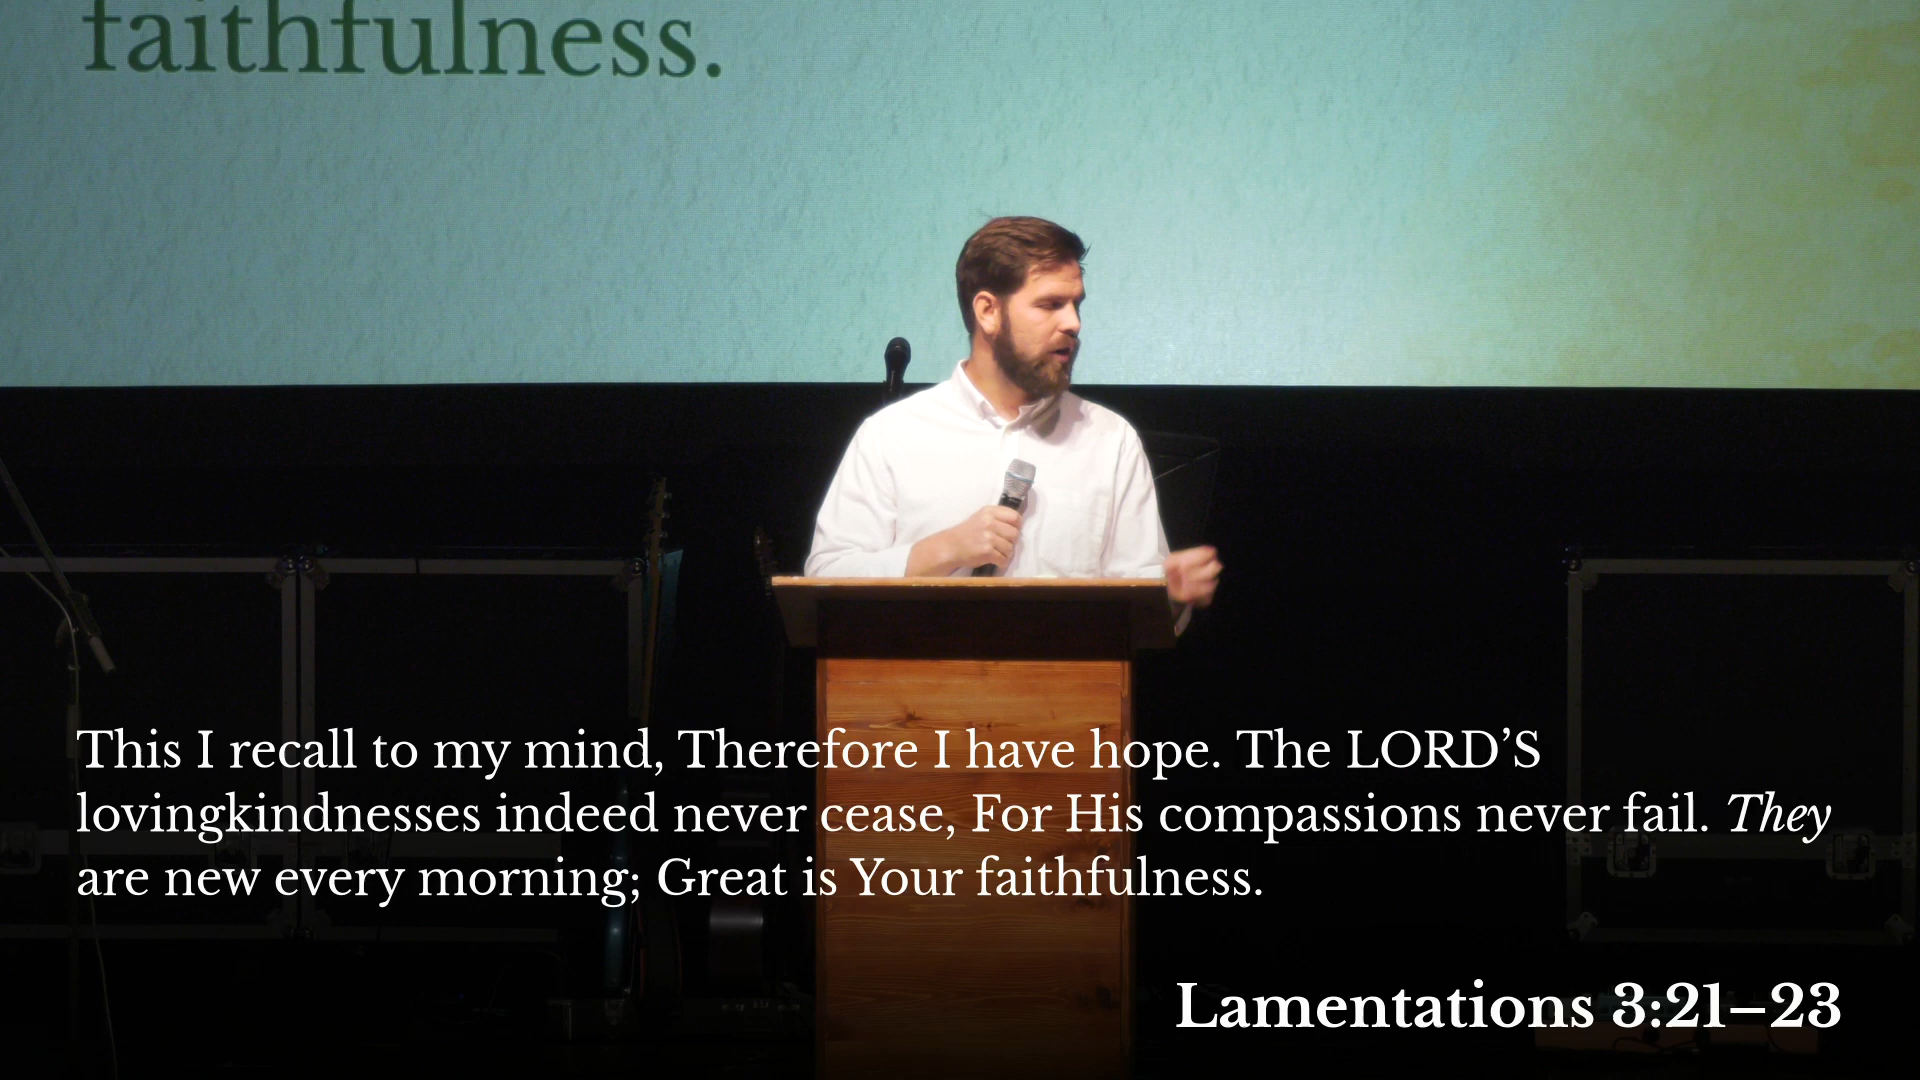 faithfulness.
This I recall to my mind, Therefore I have hope. The LORD’S
lovingkindnesses indeed never cease, For His compassions never fail. They
are new every morning; Great is Your faithfulness.
Lamentations 3:21–23